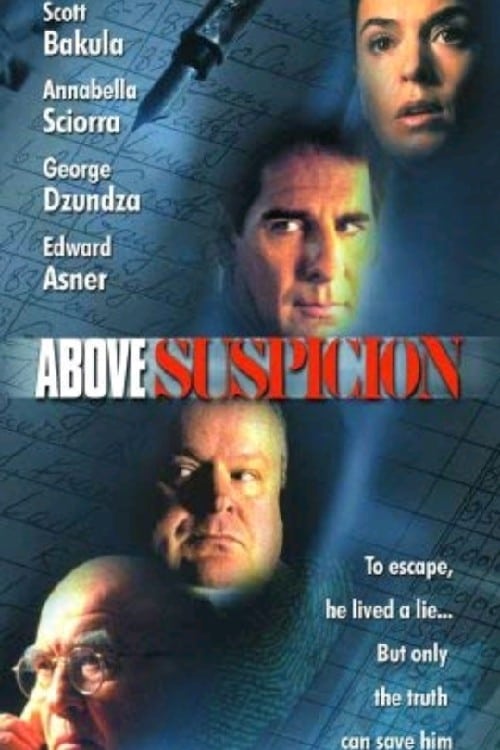 Scott
Bakula
Annabella
Sciorra
George
Dzundza
Edward
Asner
ABOVE SUSPICION
To escape,
he lived a lie...
But only
the truth
can save him